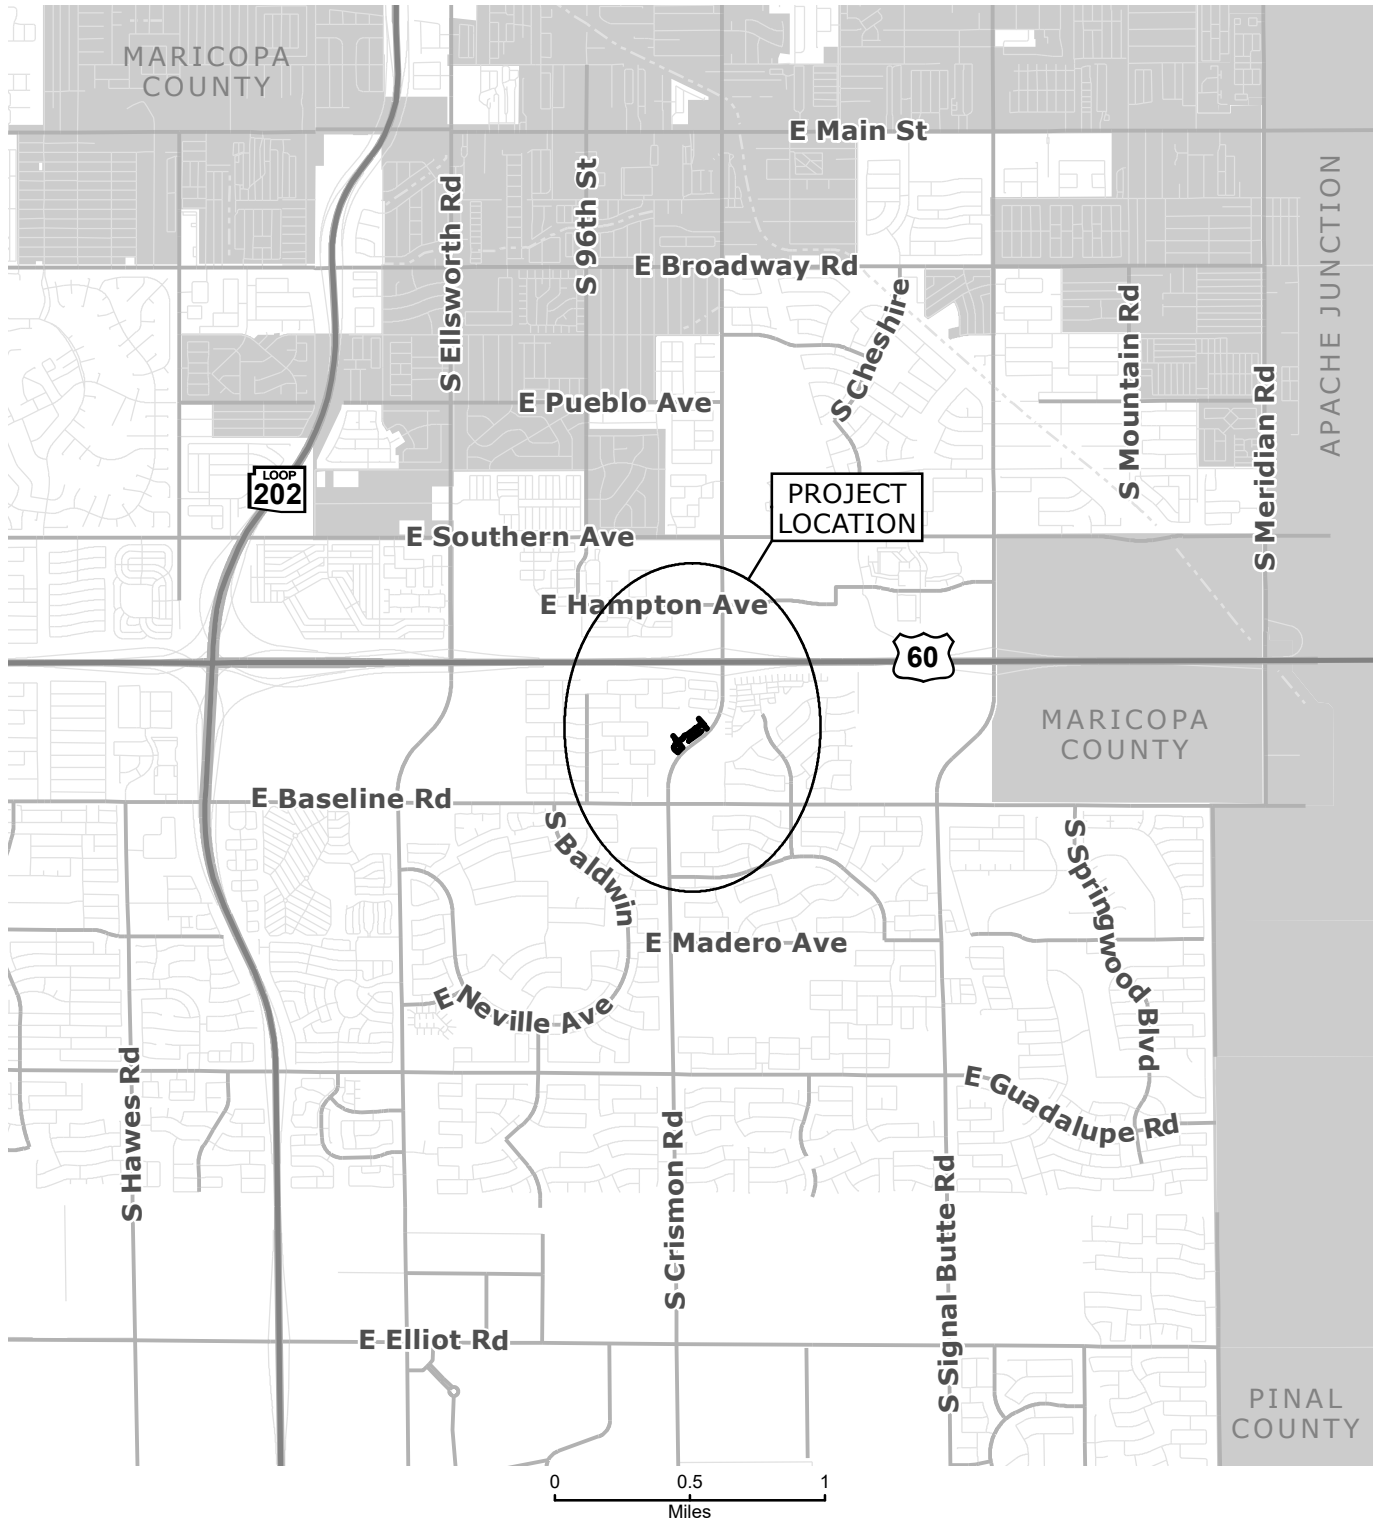 MARICOPA
COUNTY
E Main St
S Ellsworth Rd
S 96th St
APACHE JUNCTION
E Broadway Rd
S Cheshire
S Mountain Rd
S Meridian Rd
E Pueblo Ave
LOOP
202
PROJECT
LOCATION
E Southern Ave
E Hampton Ave
60
MARICOPA
COUNTY
E Baseline Rd
S Baldwin
S Springwood Blvd
E Madero Ave
E Neville Ave
S Hawes Rd
E Guadalupe Rd
S Crismon Rd
S Signal Butte Rd
E Elliot Rd
PINAL
COUNTY
0 0.5 1
Miles